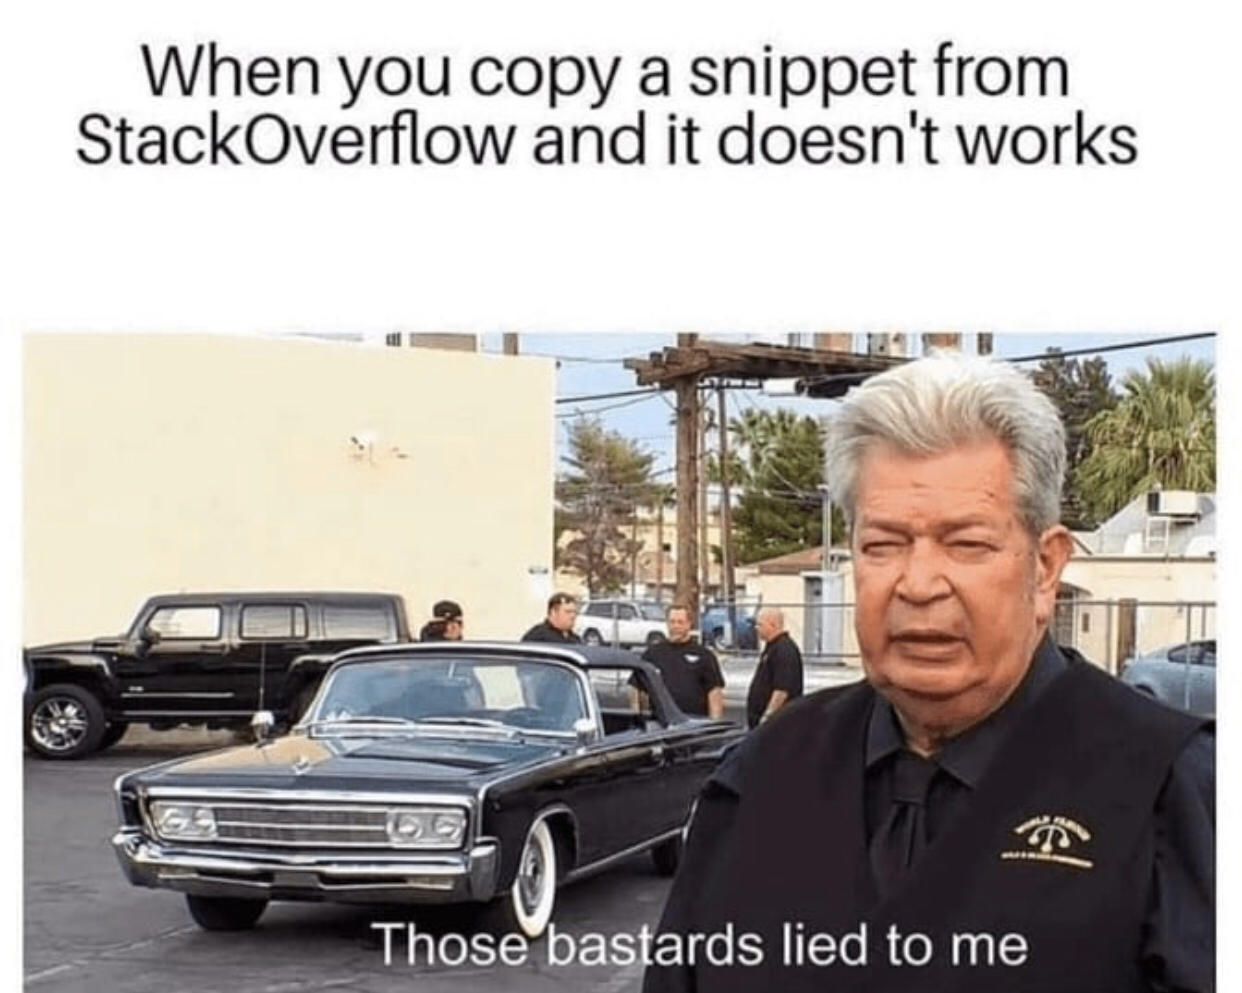 When you copy a snippet from
StackOverflow and it doesn't works
Those bastards lied to me